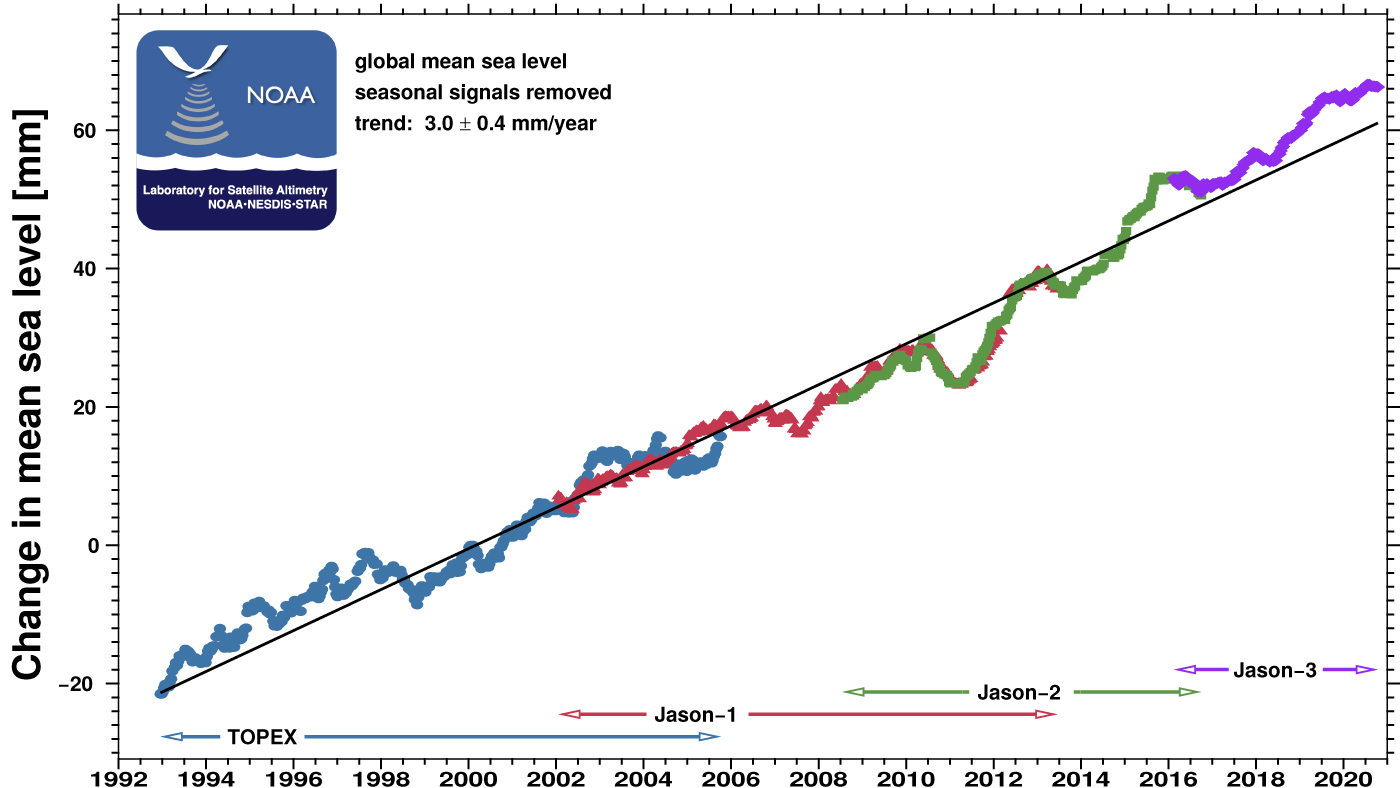 NOAA
Laboratory for Satellite Altimetry
NOAA·NESDIS·STAR
global mean sea level
seasonal signals removed
trend: 3.0 ± 0.4 mm/year
Change in mean sea level [mm]
60
40
20
0
−20
Jason−3
Jason−2
Jason−1
TOPEX
1992 1994 1996 1998 2000 2002 2004 2006 2008 2010 2012 2014 2016 2018 2020